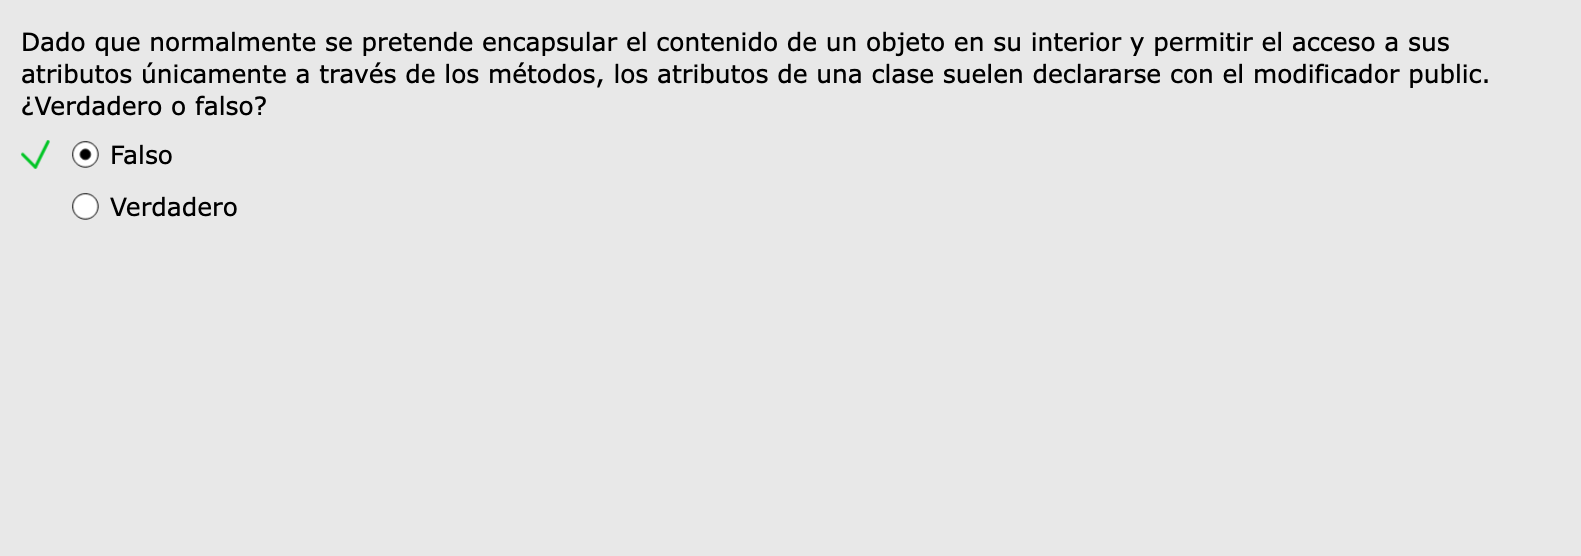 Dado que normalmente se pretende encapsular el contenido de un objeto en su interior y permitir el acceso a sus
atributos únicamente a través de los métodos, los atributos de una clase suelen declararse con el modificador public.
¿Verdadero o falso?
Falso
Verdadero